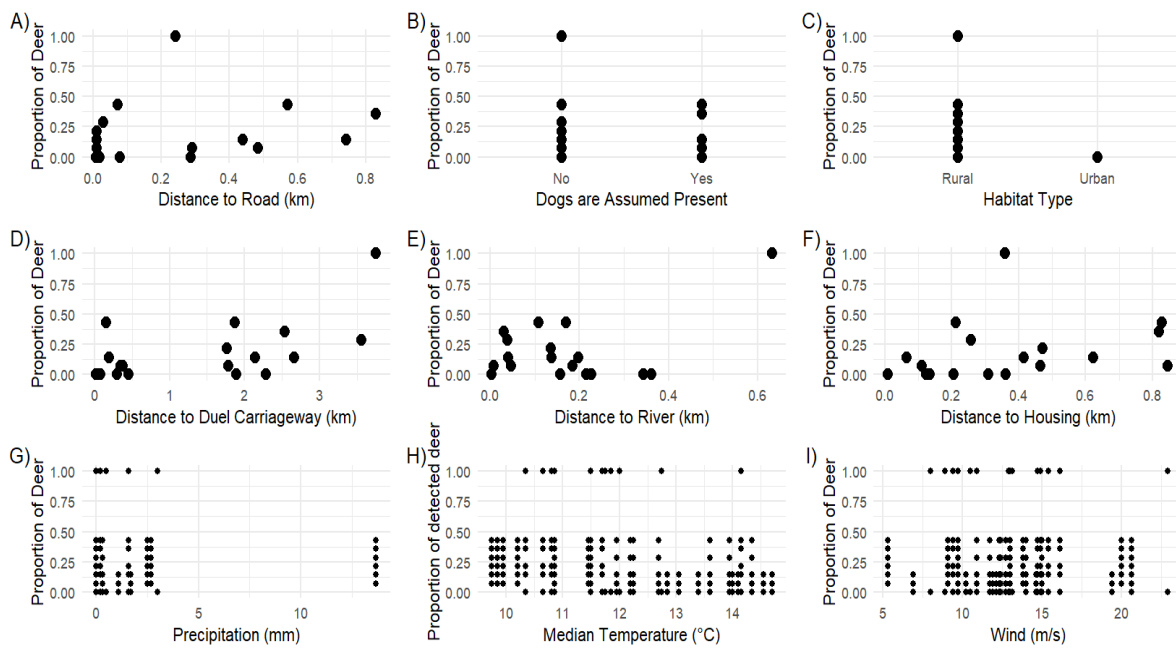 A)
Proportion of Deer
1.00
0.75
0.50
0.25
0.00
0.0 0.2 0.4 0.6 0.8
Distance to Road (km)
B)
Proportion of Deer
1.00
0.75
0.50
0.25
0.00
No Yes
Dogs are Assumed Present
C)
Proportion of Deer
1.00
0.75
0.50
0.25
0.00
Rural Urban
Habitat Type
D)
Proportion of Deer
1.00
0.75
0.50
0.25
0.00
0 1 2 3
Distance to Duel Carriageway (km)
E)
Proportion of Deer
1.00
0.75
0.50
0.25
0.00
0.0 0.2 0.4 0.6
Distance to River (km)
F)
Proportion of Deer
1.00
0.75
0.50
0.25
0.00
0.0 0.2 0.4 0.6 0.8
Distance to Housing (km)
G)
Proportion of Deer
1.00
0.75
0.50
0.25
0.00
0 5 10
Precipitation (mm)
H)
Proportion of detected deer
1.00
0.75
0.50
0.25
0.00
10 11 12 13 14
Median Temperature (°C)
I)
Proportion of Deer
1.00
0.75
0.50
0.25
0.00
5 10 15 20
Wind (m/s)